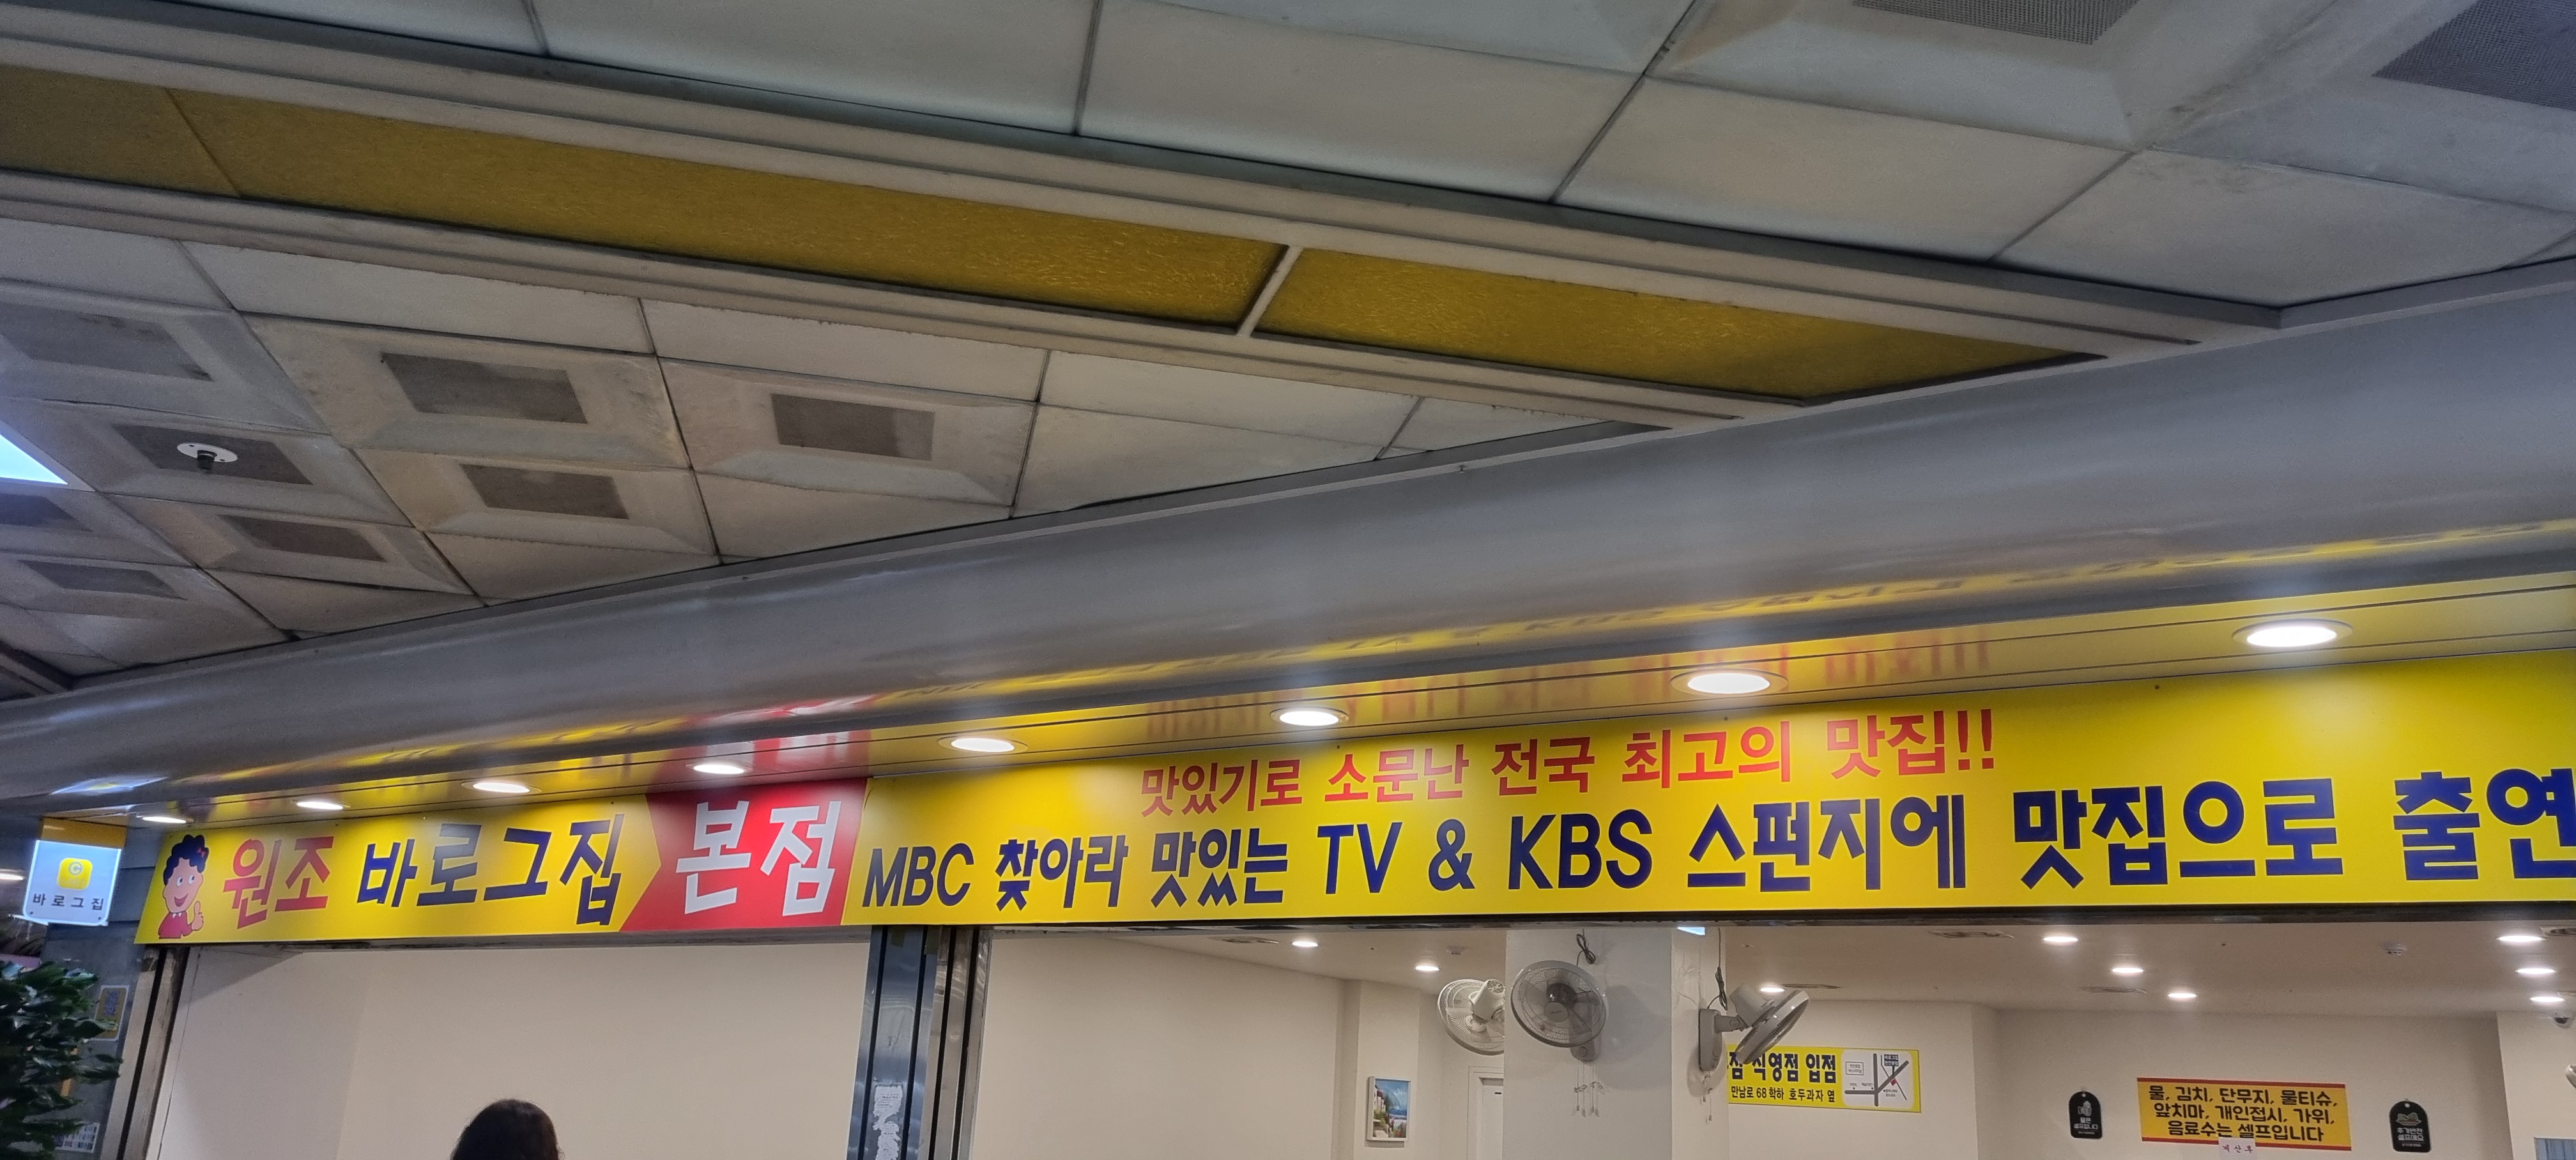 맛있기로 소문난 전국 최고의 맛집!!
원조 바로그집 본점 MBC 찾아라 맛있는 TV & KBS 스펀지에 맛집으로 출연
C
바로그집
직영점 입점
만남로 68 학하 호두과자 옆
물, 김치, 단무지, 물티슈,
앞치마, 개인접시, 가위,
음료수는 셀프입니다
계산부